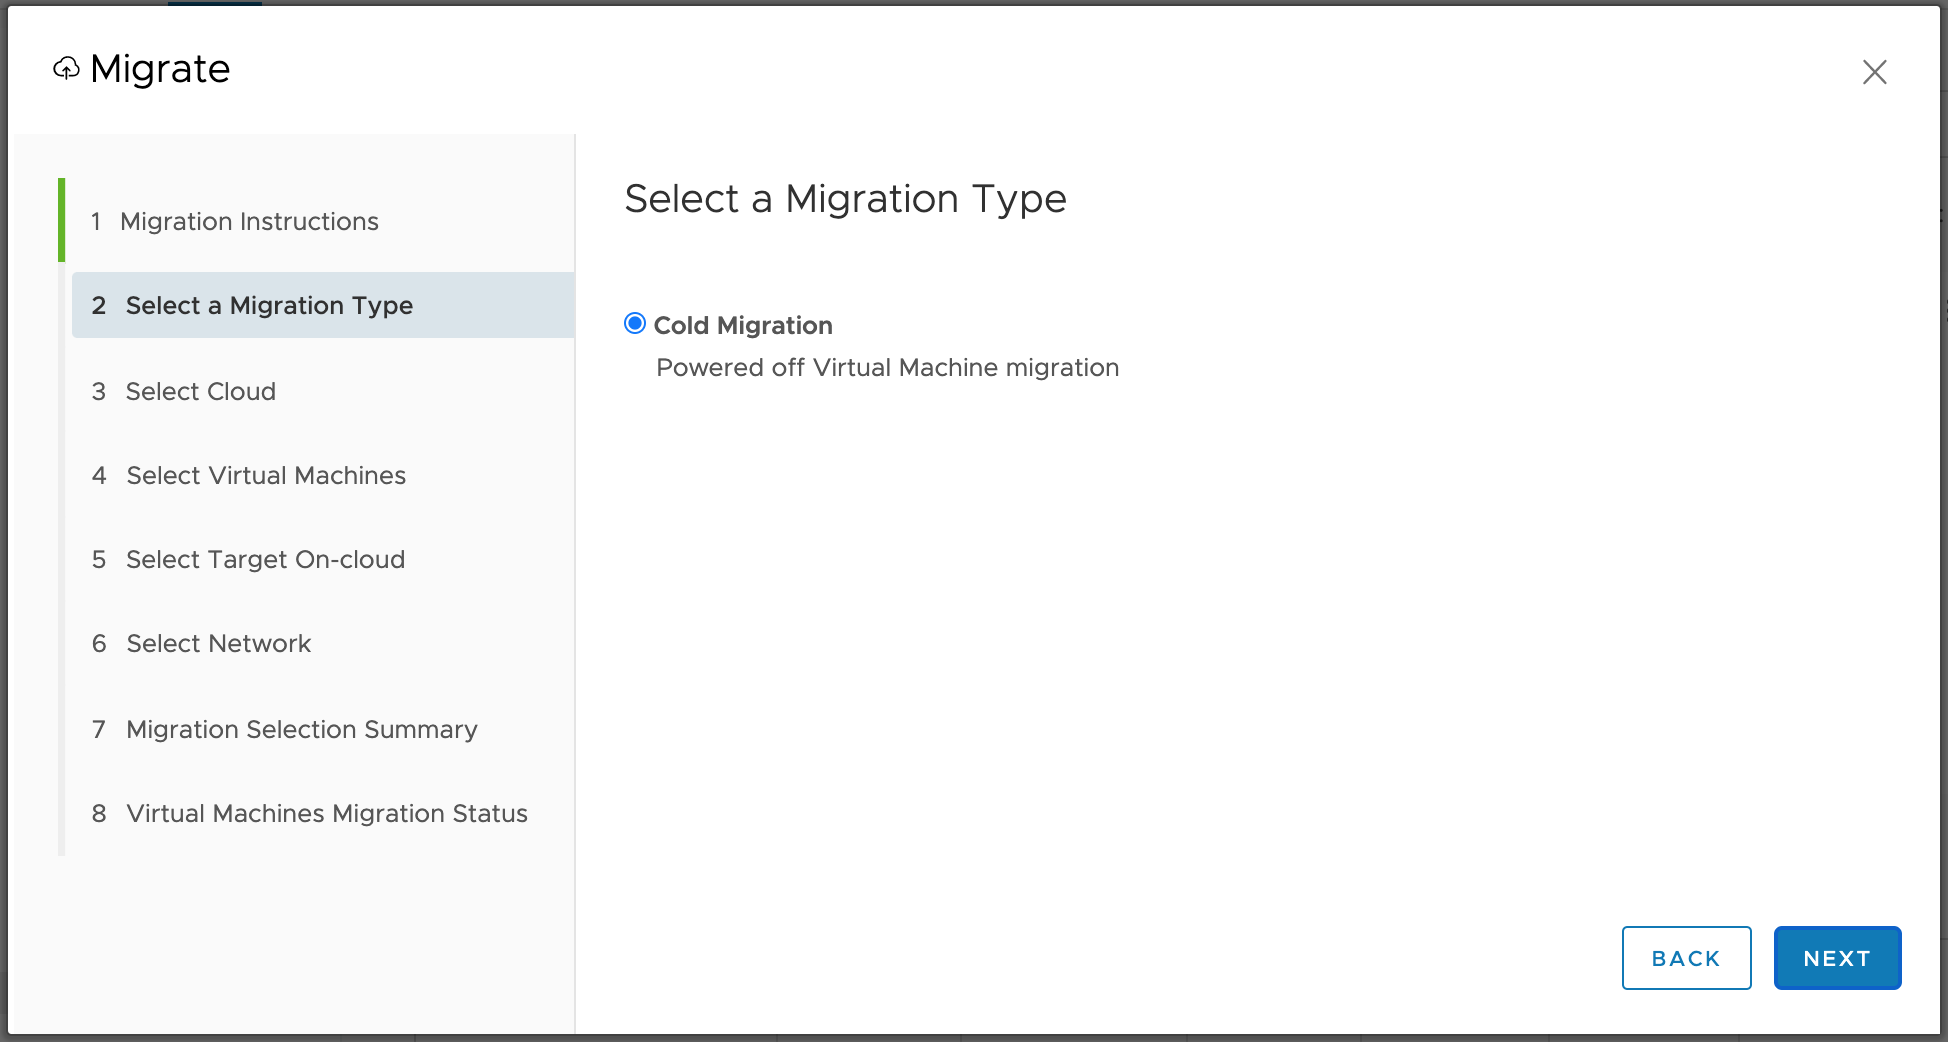 Migrate
1 Migration Instructions
2 Select a Migration Type
3 Select Cloud
4 Select Virtual Machines
5 Select Target On-cloud
6 Select Network
7 Migration Selection Summary
8 Virtual Machines Migration Status
Select a Migration Type
Cold Migration
Powered off Virtual Machine migration
BACK
NEXT